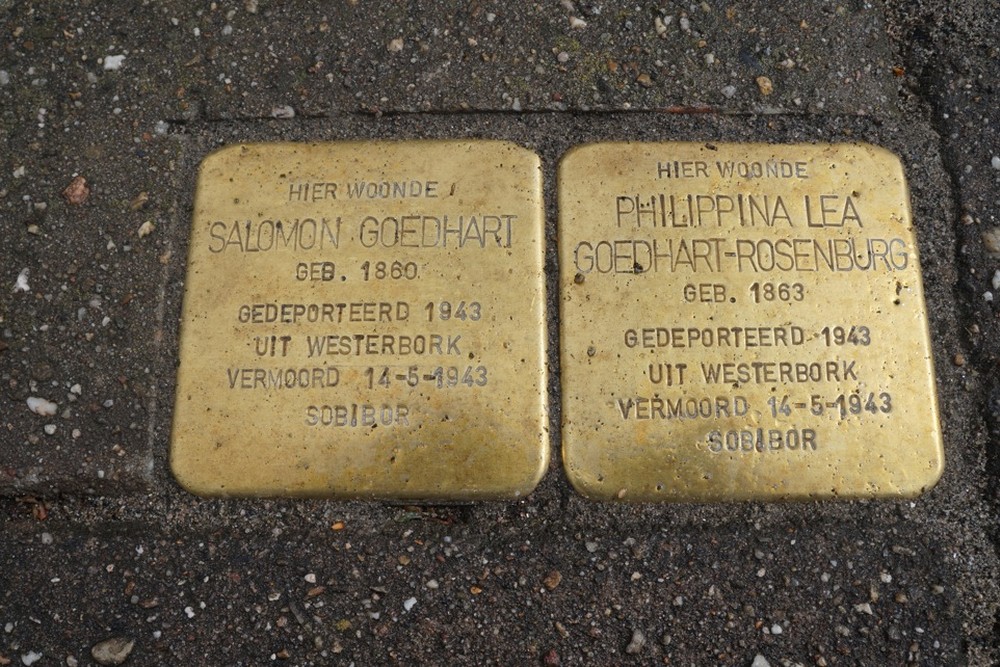 HIER WOONDE
SALOMON GOEDHART
GEB. 1860
GEDEPORTEERD 1943
UIT WESTERBORK
VERMOORD 14-5-1943
SOBIBOR
HIER WOONDE
PHILIPPINA LEA
GOEDHART-ROSENBURG
GEB. 1863
GEDEPORTEERD 1943
UIT WESTERBORK
VERMOORD 14-5-1943
SOBIBOR